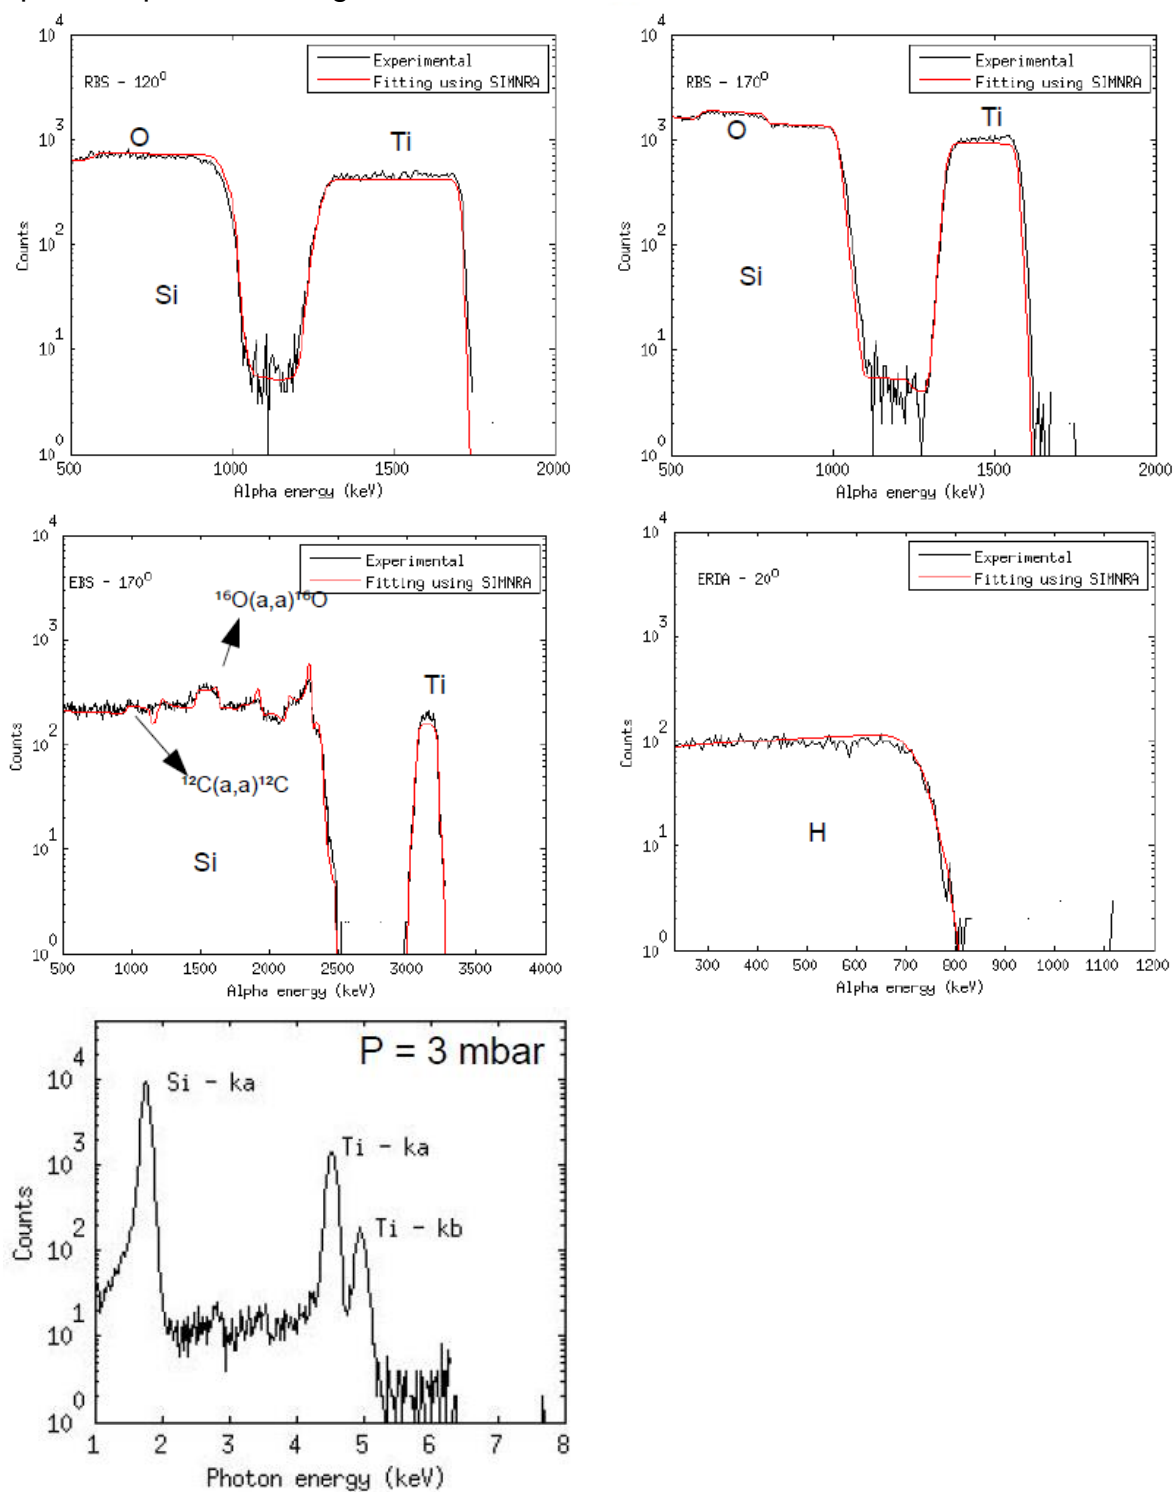 10 4
Experimental
Fitting using SIMNRA
RBS - 120⁰
10 3
O
Ti
10 2
Si
10 1
10 0
Counts
500 1000 1500 2000
Alpha energy (keV)
10 4
Experimental
Fitting using SIMNRA
RBS - 170⁰
10 3
O
Ti
10 2
Si
10 1
10 0
Counts
500 1000 1500 2000
Alpha energy (keV)
10 4
Experimental
Fitting using SIMNRA
EBS - 170⁰
¹⁶O(a,a)¹⁶O
10 3
Ti
10 2
¹²C(a,a)¹²C
10 1
Si
10 0
Counts
500 1000 1500 2000 2500 3000 3500 4000
Alpha energy (keV)
10 4
Experimental
Fitting using SIMNRA
ERDA - 20⁰
10 3
10 2
H
10 1
10 0
Counts
300 400 500 600 700 800 900 1000 1100 1200
Alpha energy (keV)
P = 3 mbar
10 4
Si - ka
10 3
Ti - ka
10 2
Ti - kb
10 1
10 0
Counts
1 2 3 4 5 6 7 8
Photon energy (keV)